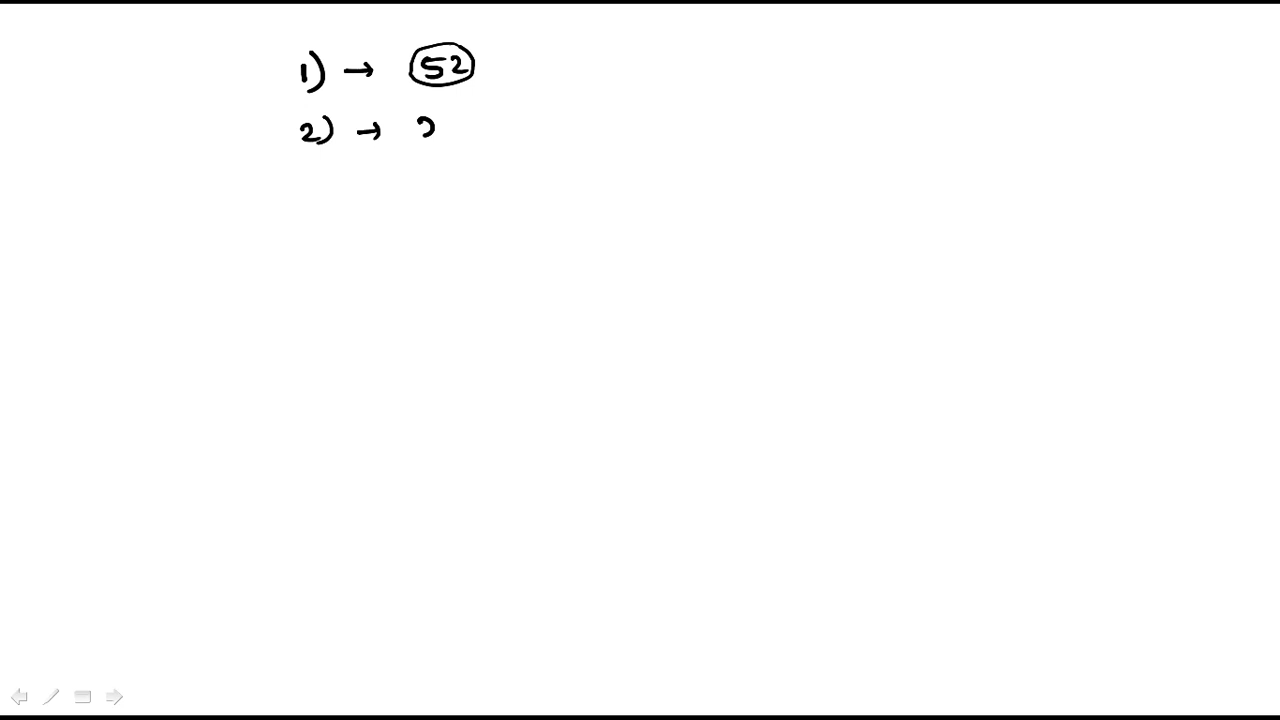 1) → 52
2) →